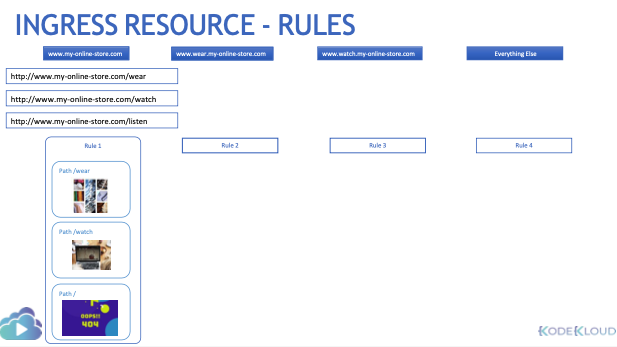 INGRESS RESOURCE - RULES
www.my-online-store.com
www.wear.my-online-store.com
www.watch.my-online-store.com
Everything Else
http://www.my-online-store.com/wear
http://www.my-online-store.com/watch
http://www.my-online-store.com/listen
Rule 1
Rule 2
Rule 3
Rule 4
Path /wear
Path /watch
Path /
OOPS!!
404
KODEKLOUD